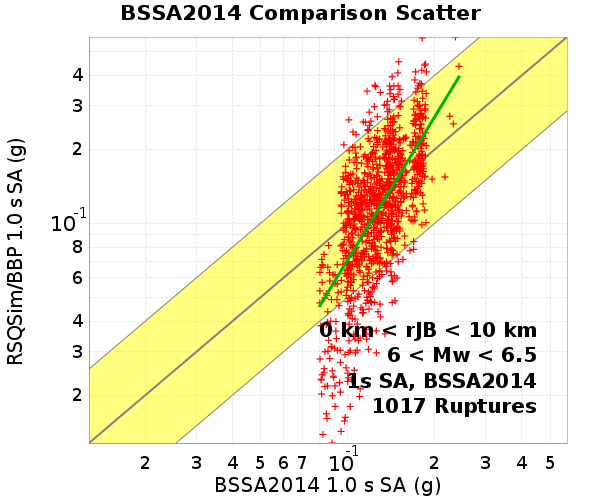 BSSA2014 Comparison Scatter
RSQSim/BBP 1.0 s SA (g)
4
3
2
10-1
8
6
4
3
2
0 km < rJB < 10 km
6 < Mw < 6.5
1s SA, BSSA2014
1017 Ruptures
2 3 4 5 6 7 10-1 2 3 4 5
BSSA2014 1.0 s SA (g)